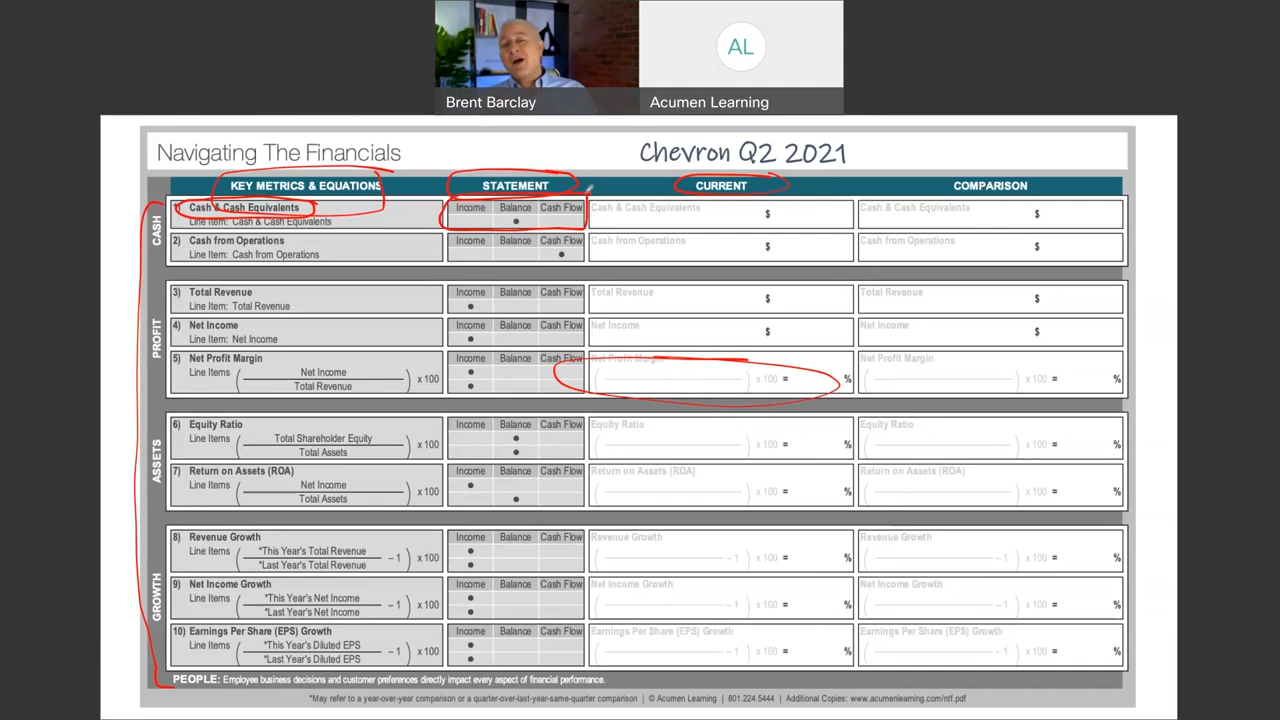 AL
Brent Barclay
Acumen Learning
Navigating The Financials
Chevron Q2 2021
KEY METRICS & EQUATIONS STATEMENT CURRENT COMPARISON
CASH
1) Cash & Cash Equivalents Income Balance Cash Flow Cash & Cash Equivalents $ Cash & Cash Equivalents $
Line Item: Cash & Cash Equivalents •
2) Cash from Operations Income Balance Cash Flow Cash from Operations $ Cash from Operations $
Line Item: Cash from Operations •
PROFIT
3) Total Revenue Income Balance Cash Flow Total Revenue $ Total Revenue $
Line Item: Total Revenue •
4) Net Income Income Balance Cash Flow Net Income $ Net Income $
Line Item: Net Income •
5) Net Profit Margin Income Balance Cash Flow Net Profit Margin Net Profit Margin
Line Items ( Net Income • 
Total Revenue ) x 100 • ( ) x 100 = % ( ) x 100 = %
ASSETS
6) Equity Ratio Income Balance Cash Flow Equity Ratio Equity Ratio
Line Items ( Total Shareholder Equity •
Total Assets ) x 100 • ( ) x 100 = % ( ) x 100 = %
7) Return on Assets (ROA) Income Balance Cash Flow Return on Assets (ROA) Return on Assets (ROA)
Line Items ( Net Income •
Total Assets ) x 100 • ( ) x 100 = % ( ) x 100 = %
GROWTH
8) Revenue Growth Income Balance Cash Flow Revenue Growth Revenue Growth
Line Items ( *This Year's Total Revenue •
*Last Year's Total Revenue – 1 ) x 100 • ( – 1 ) x 100 = % ( – 1 ) x 100 = %
9) Net Income Growth Income Balance Cash Flow Net Income Growth Net Income Growth
Line Items ( *This Year's Net Income •
*Last Year's Net Income – 1 ) x 100 • ( – 1 ) x 100 = % ( – 1 ) x 100 = %
10) Earnings Per Share (EPS) Growth Income Balance Cash Flow Earnings Per Share (EPS) Growth Earnings Per Share (EPS) Growth
Line Items ( *This Year's Diluted EPS •
*Last Year's Diluted EPS – 1 ) x 100 • ( – 1 ) x 100 = % ( – 1 ) x 100 = %
PEOPLE: Employee business decisions and customer preferences directly impact every aspect of financial performance.
*May refer to a year-over-year comparison or a quarter-over-last-year-same-quarter comparison | © Acumen Learning | 801.224.5444 | Additional Copies: www.acumenlearning.com/ntf.pdf